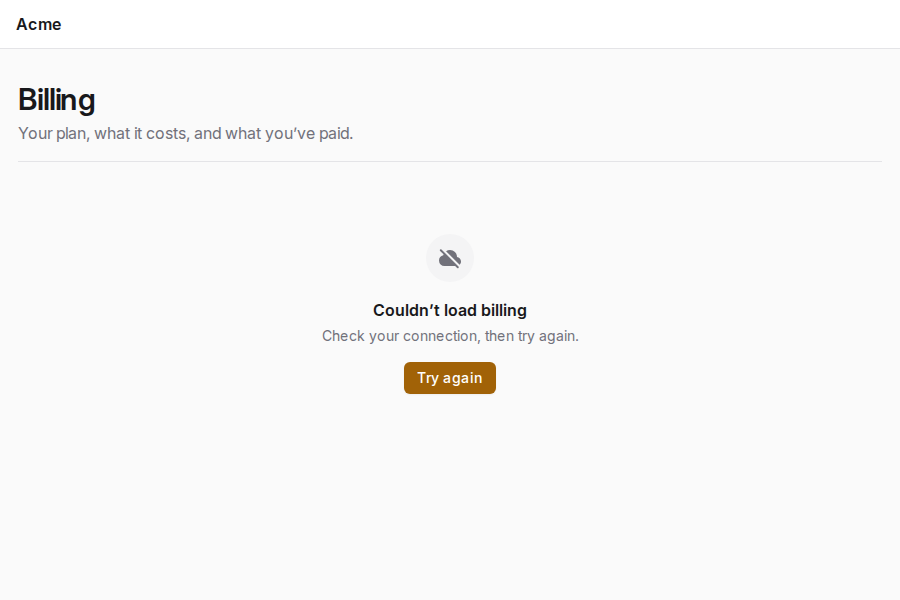 Acme
Billing
Your plan, what it costs, and what you’ve paid.
Couldn’t load billing
Check your connection, then try again.
Try again